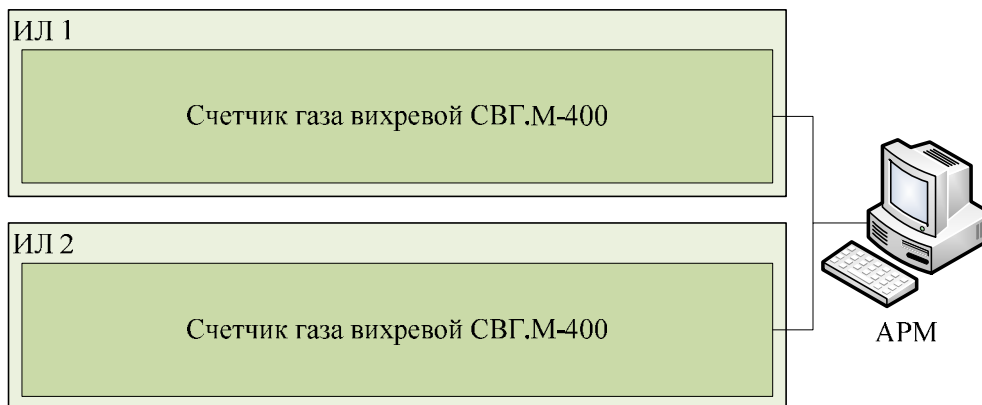 ИЛ 1
Счетчик газа вихревой СВГ.М-400
ИЛ 2
Счетчик газа вихревой СВГ.М-400
АРМ